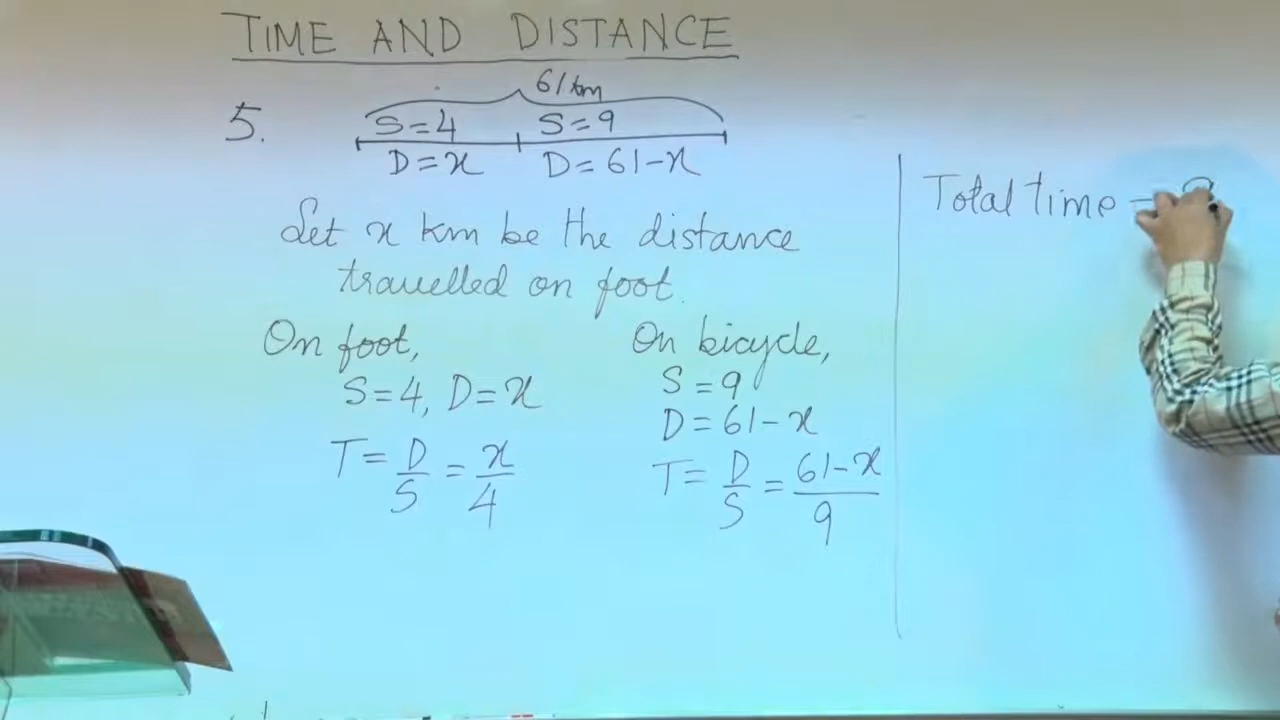 TIME AND DISTANCE
61 km
5.
S=4 S=9
D=x D=61-x
Let x km be the distance
travelled on foot.
On foot,
S=4, D=x
T= D/S = x/4
On bicycle,
S=9
D=61-x
T= D/S = 61-x/9
Total time =